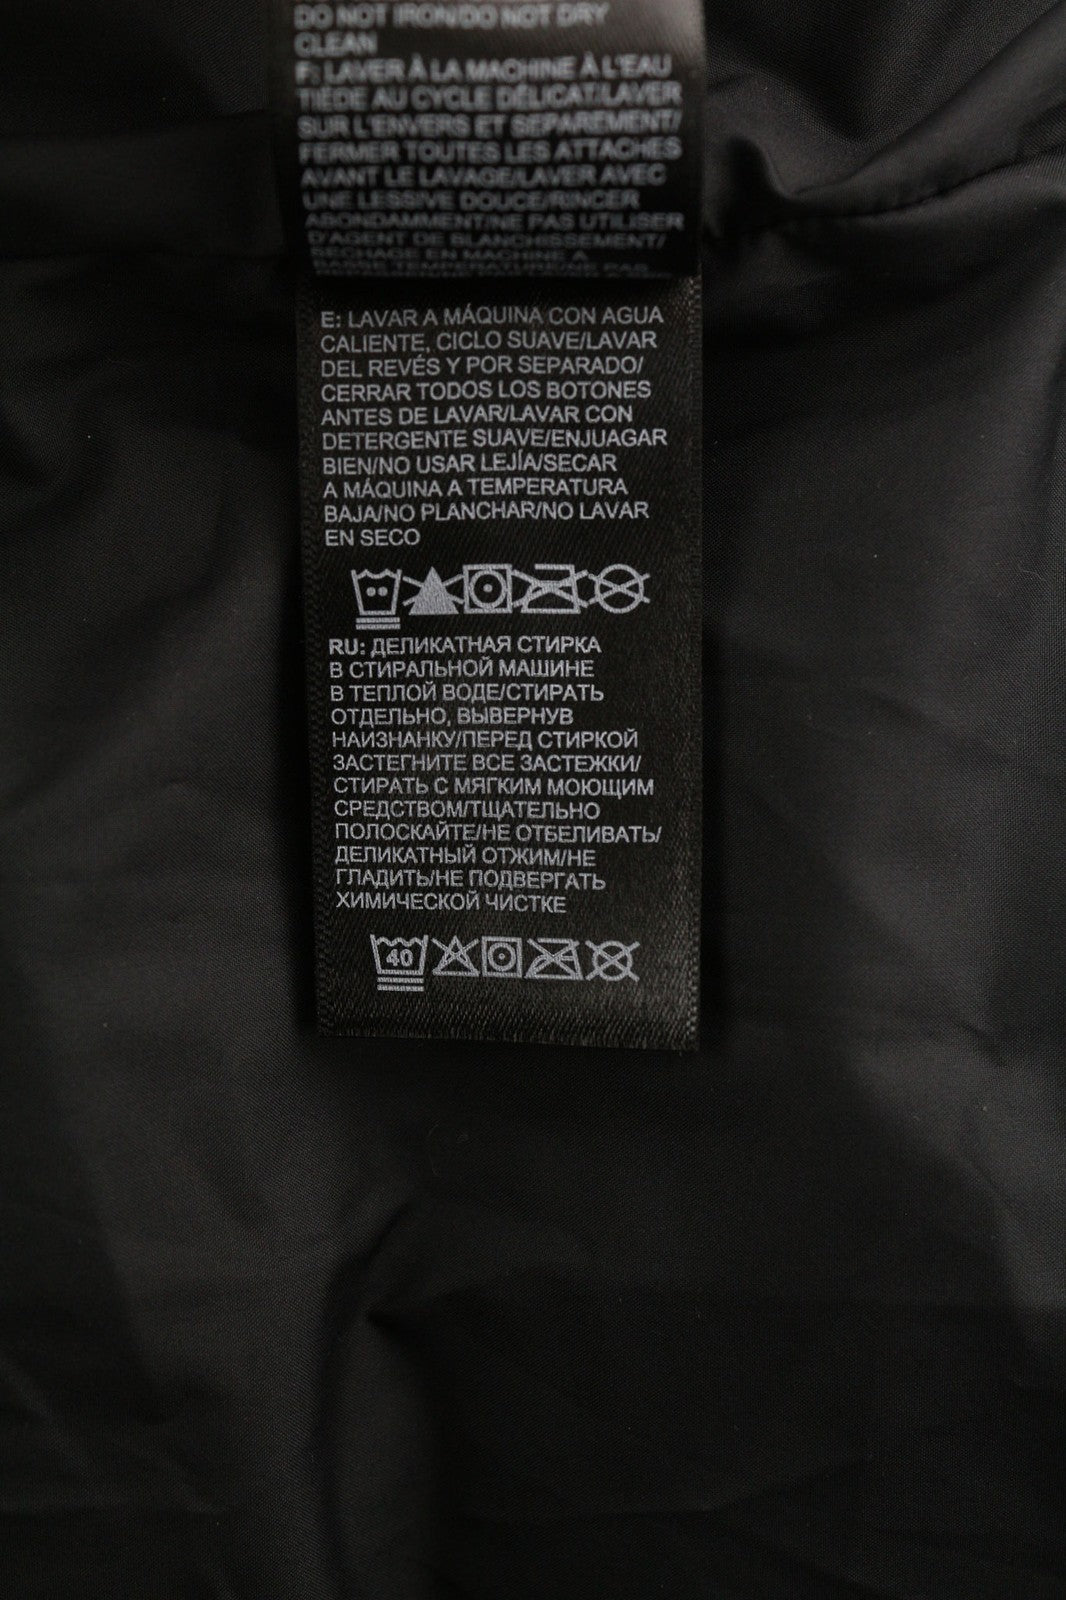 DO NOT IRON/DO NOT DRY
CLEAN
F: LAVER À LA MACHINE À L'EAU
TIÈDE AU CYCLE DÉLICAT/LAVER
SUR L'ENVERS ET SEPAREMENT/
FERMER TOUTES LES ATTACHES
AVANT LE LAVAGE/LAVER AVEC
UNE LESSIVE DOUCE/RINCER
ABONDAMMENT/NE PAS UTILISER
D'AGENT DE BLANCHISSEMENT/
SECHAGE EN MACHINE A
TEMPERATURE/NE PAS
E: LAVAR A MÁQUINA CON AGUA
CALIENTE, CICLO SUAVE/LAVAR
DEL REVÉS Y POR SEPARADO/
CERRAR TODOS LOS BOTONES
ANTES DE LAVAR/LAVAR CON
DETERGENTE SUAVE/ENJUAGAR
BIEN/NO USAR LEJÍA/SECAR
A MÁQUINA A TEMPERATURA
BAJA/NO PLANCHAR/NO LAVAR
EN SECO
RU: ДЕЛИКАТНАЯ СТИРКА
В СТИРАЛЬНОЙ МАШИНЕ
В ТЕПЛОЙ ВОДЕ/СТИРАТЬ
ОТДЕЛЬНО, ВЫВЕРНУВ
НАИЗНАНКУ/ПЕРЕД СТИРКОЙ
ЗАСТЕГНИТЕ ВСЕ ЗАСТЕЖКИ/
СТИРАТЬ С МЯГКИМ МОЮЩИМ
СРЕДСТВОМ/ТЩАТЕЛЬНО
ПОЛОСКАЙТЕ/НЕ ОТБЕЛИВАТЬ/
ДЕЛИКАТНЫЙ ОТЖИМ/НЕ
ГЛАДИТЬ/НЕ ПОДВЕРГАТЬ
ХИМИЧЕСКОЙ ЧИСТКЕ
40